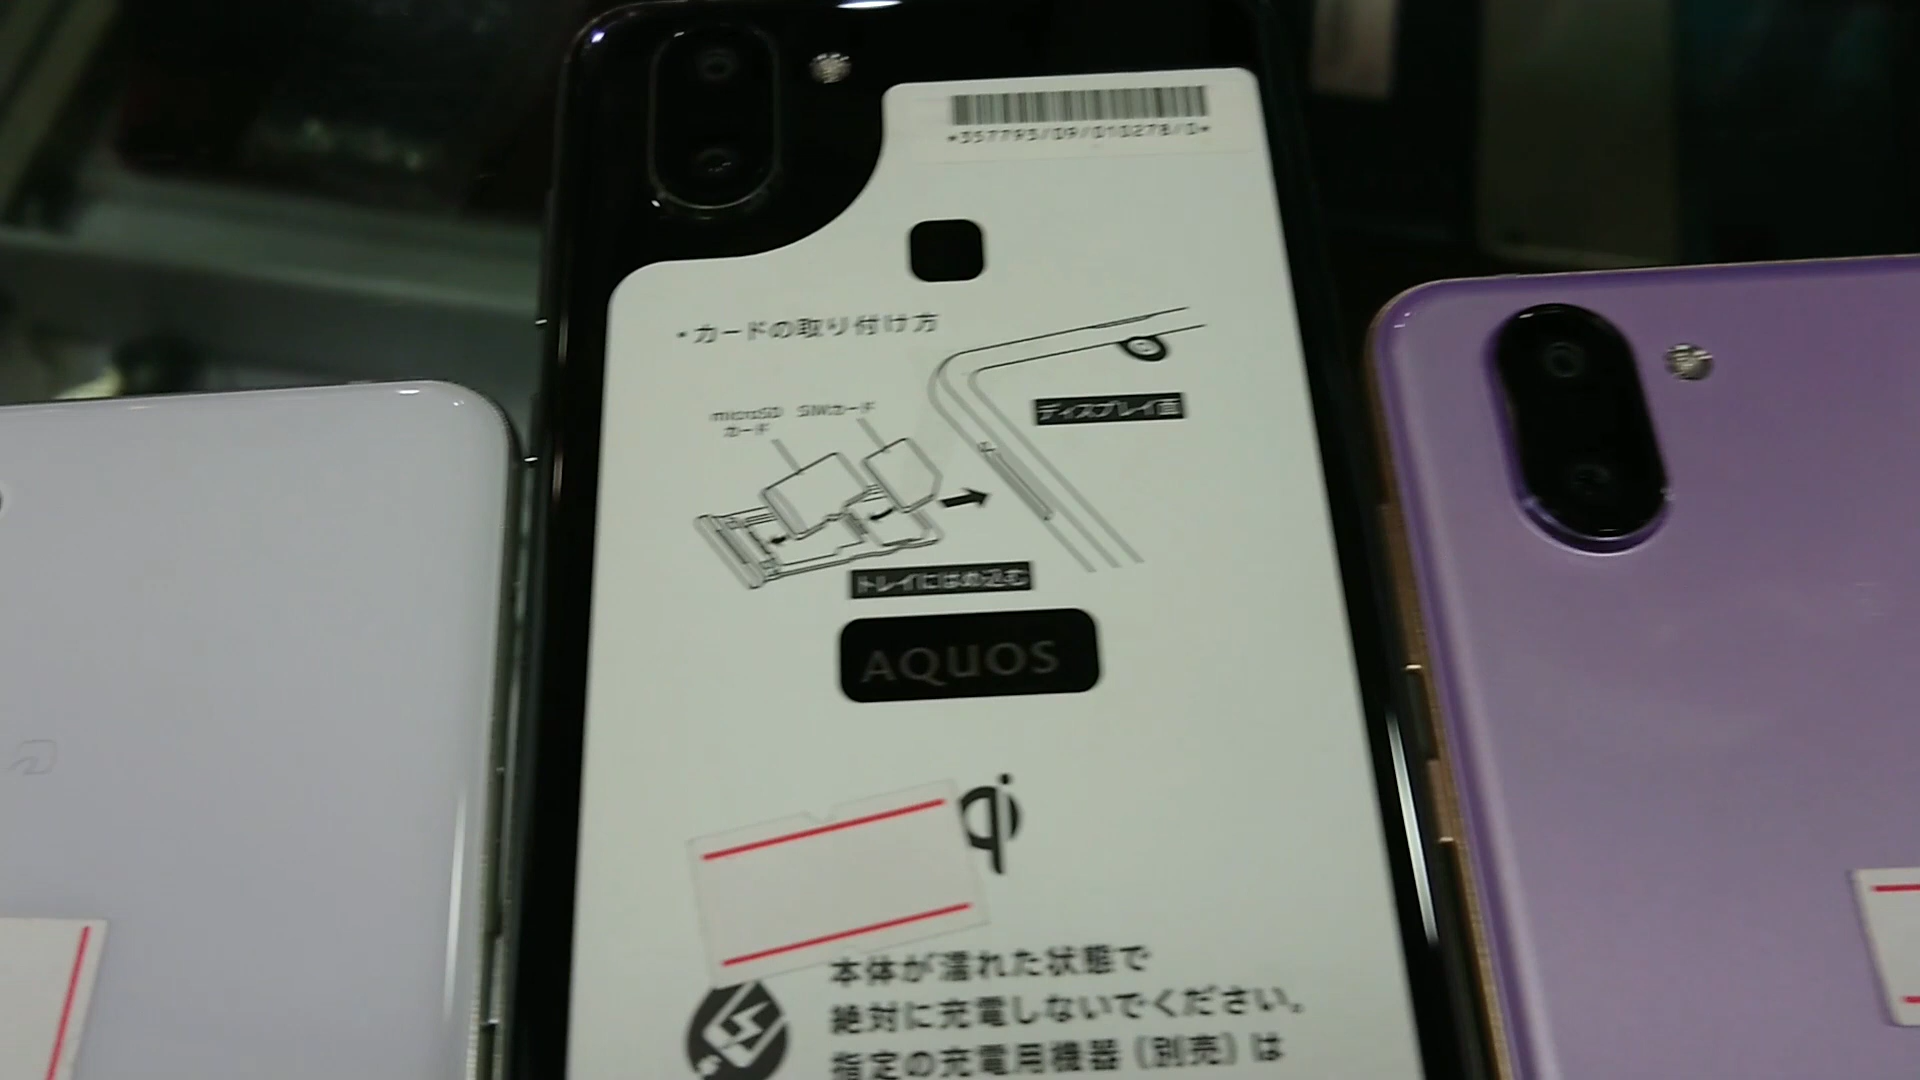 *357793/09/010278/0*
・カードの取り付け方
microSD SIMカード
カード
ディスプレイ面
トレイにはめ込む
AQUOS
qi
本体が濡れた状態で
絶対に充電しないでください。
指定の充電用機器（別売）は